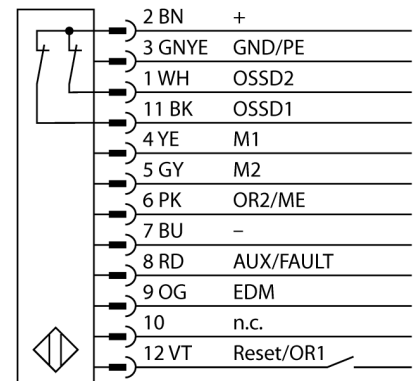 2 BN +
3 GNYE GND/PE
1 WH OSSD2
11 BK OSSD1
4 YE M1
5 GY M2
6 PK OR2/ME
7 BU –
8 RD AUX/FAULT
9 OG EDM
10 n.c.
12 VT Reset/OR1